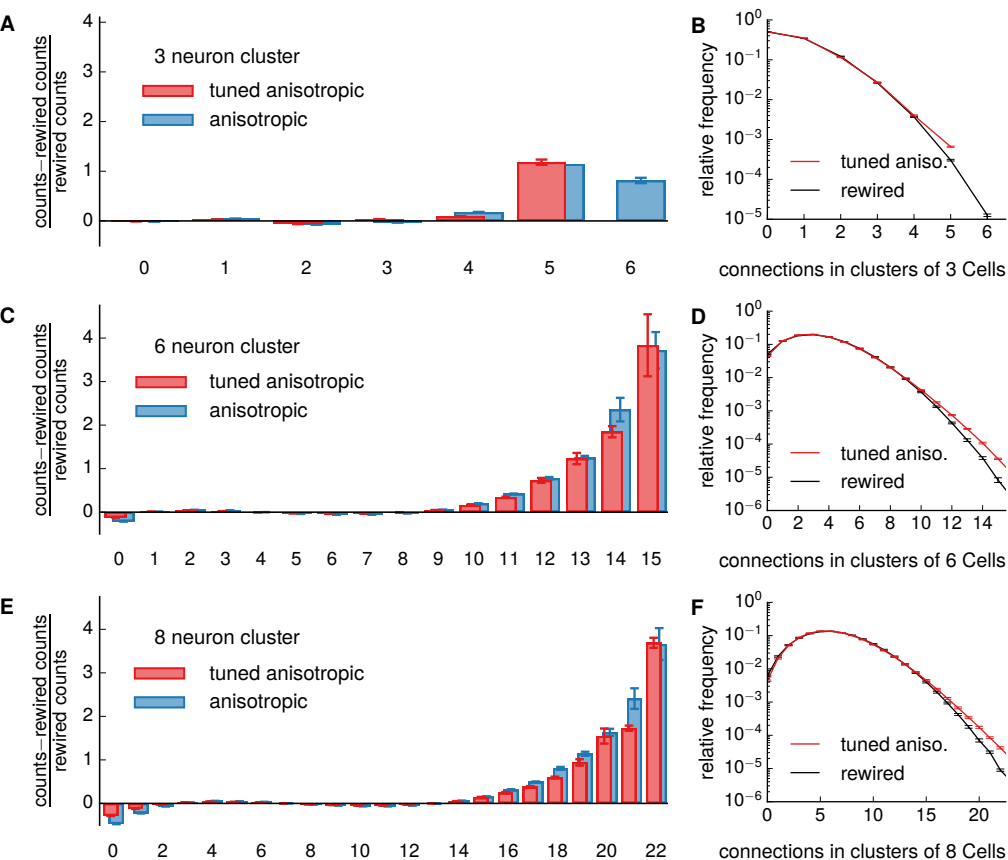 A
counts−rewired counts
rewired counts
4
3
2
1
0
3 neuron cluster
tuned anisotropic
anisotropic
0 1 2 3 4 5 6
B
relative frequency
10^0
10^-1
10^-2
10^-3
10^-4
10^-5
tuned aniso.
rewired
0 1 2 3 4 5 6
connections in clusters of 3 Cells
C
counts−rewired counts
rewired counts
4
3
2
1
0
6 neuron cluster
tuned anisotropic
anisotropic
0 1 2 3 4 5 6 7 8 9 10 11 12 13 14 15
D
relative frequency
10^0
10^-1
10^-2
10^-3
10^-4
10^-5
10^-6
tuned aniso.
rewired
0 2 4 6 8 10 12 14
connections in clusters of 6 Cells
E
counts−rewired counts
rewired counts
4
3
2
1
0
8 neuron cluster
tuned anisotropic
anisotropic
0 2 4 6 8 10 12 14 16 18 20 22
F
relative frequency
10^0
10^-1
10^-2
10^-3
10^-4
10^-5
10^-6
tuned aniso.
rewired
0 5 10 15 20
connections in clusters of 8 Cells